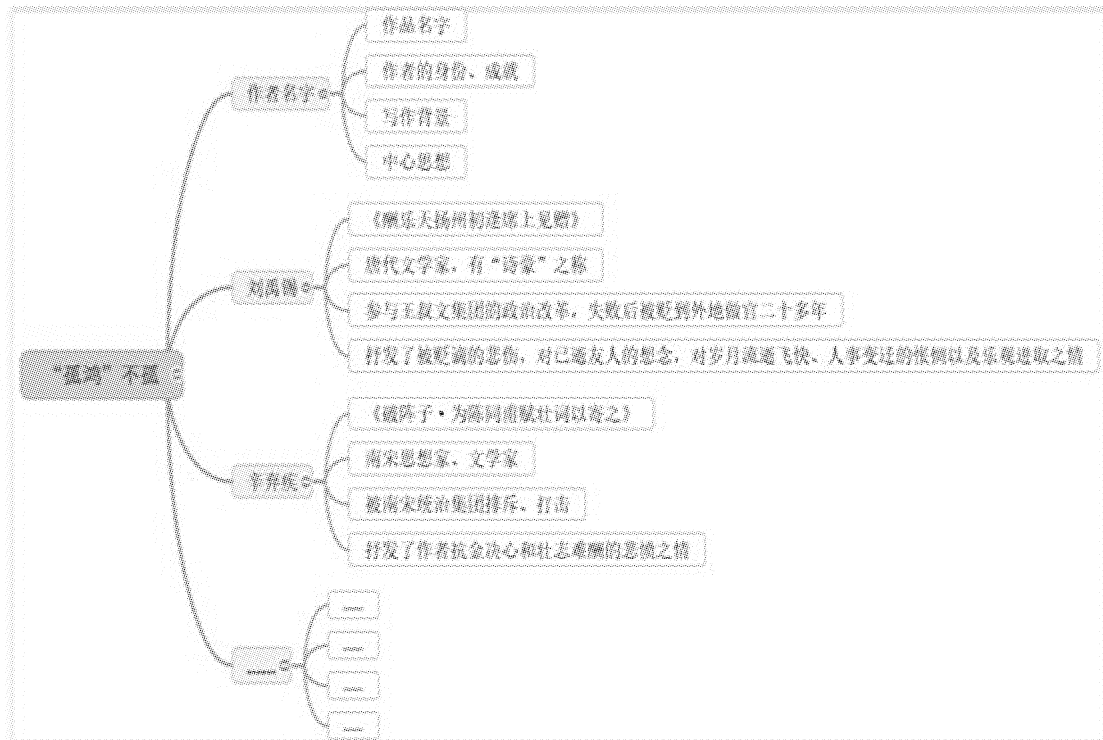 作品名字
作者的身份、成就
作者名字
写作背景
中心思想
《酬乐天扬州初逢席上见赠》
唐代文学家，有“诗豪”之称
刘禹锡
参与王叔文集团的政治改革，失败后被贬到外地做官二十多年
抒发了被贬谪的悲伤，对已逝友人的想念，对岁月流逝飞快、人事变迁的怅惘以及乐观进取之情
“孤鸿”不孤
《破阵子·为陈同甫赋壮词以寄之》
南宋思想家、文学家
辛弃疾
被南宋统治集团排斥、打击
抒发了作者抗金决心和壮志难酬的悲愤之情
……
……
……
……
……